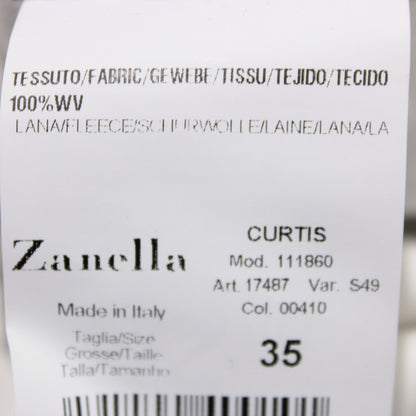 TESSUTO/FABRIC/GEWEBE/TISSU/TEJIDO/TECIDO
100%WV
LANA/FLEECE/SCHURWOLLE/LAINE/LANA/LA
Zanella
CURTIS
Mod. 111860
Art. 17487 Var. S49
Col. 00410
Made in Italy
Taglia/Size
Grosse/Taille
Talla/Tamanho
35